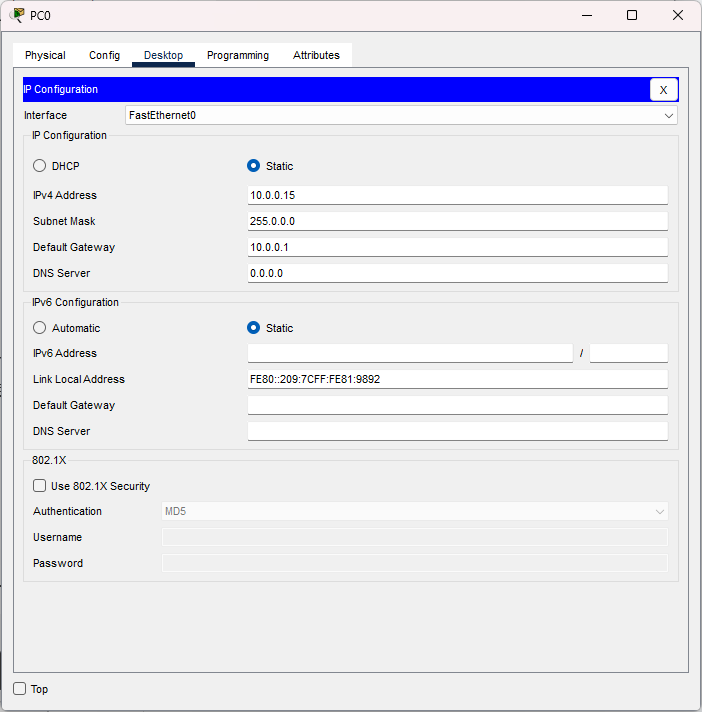 PC0
Physical Config Desktop Programming Attributes
IP Configuration X
Interface FastEthernet0
IP Configuration
DHCP Static
IPv4 Address 10.0.0.15
Subnet Mask 255.0.0.0
Default Gateway 10.0.0.1
DNS Server 0.0.0.0
IPv6 Configuration
Automatic Static
IPv6 Address /
Link Local Address FE80::209:7CFF:FE81:9892
Default Gateway
DNS Server
802.1X
Use 802.1X Security
Authentication MD5
Username
Password
Top